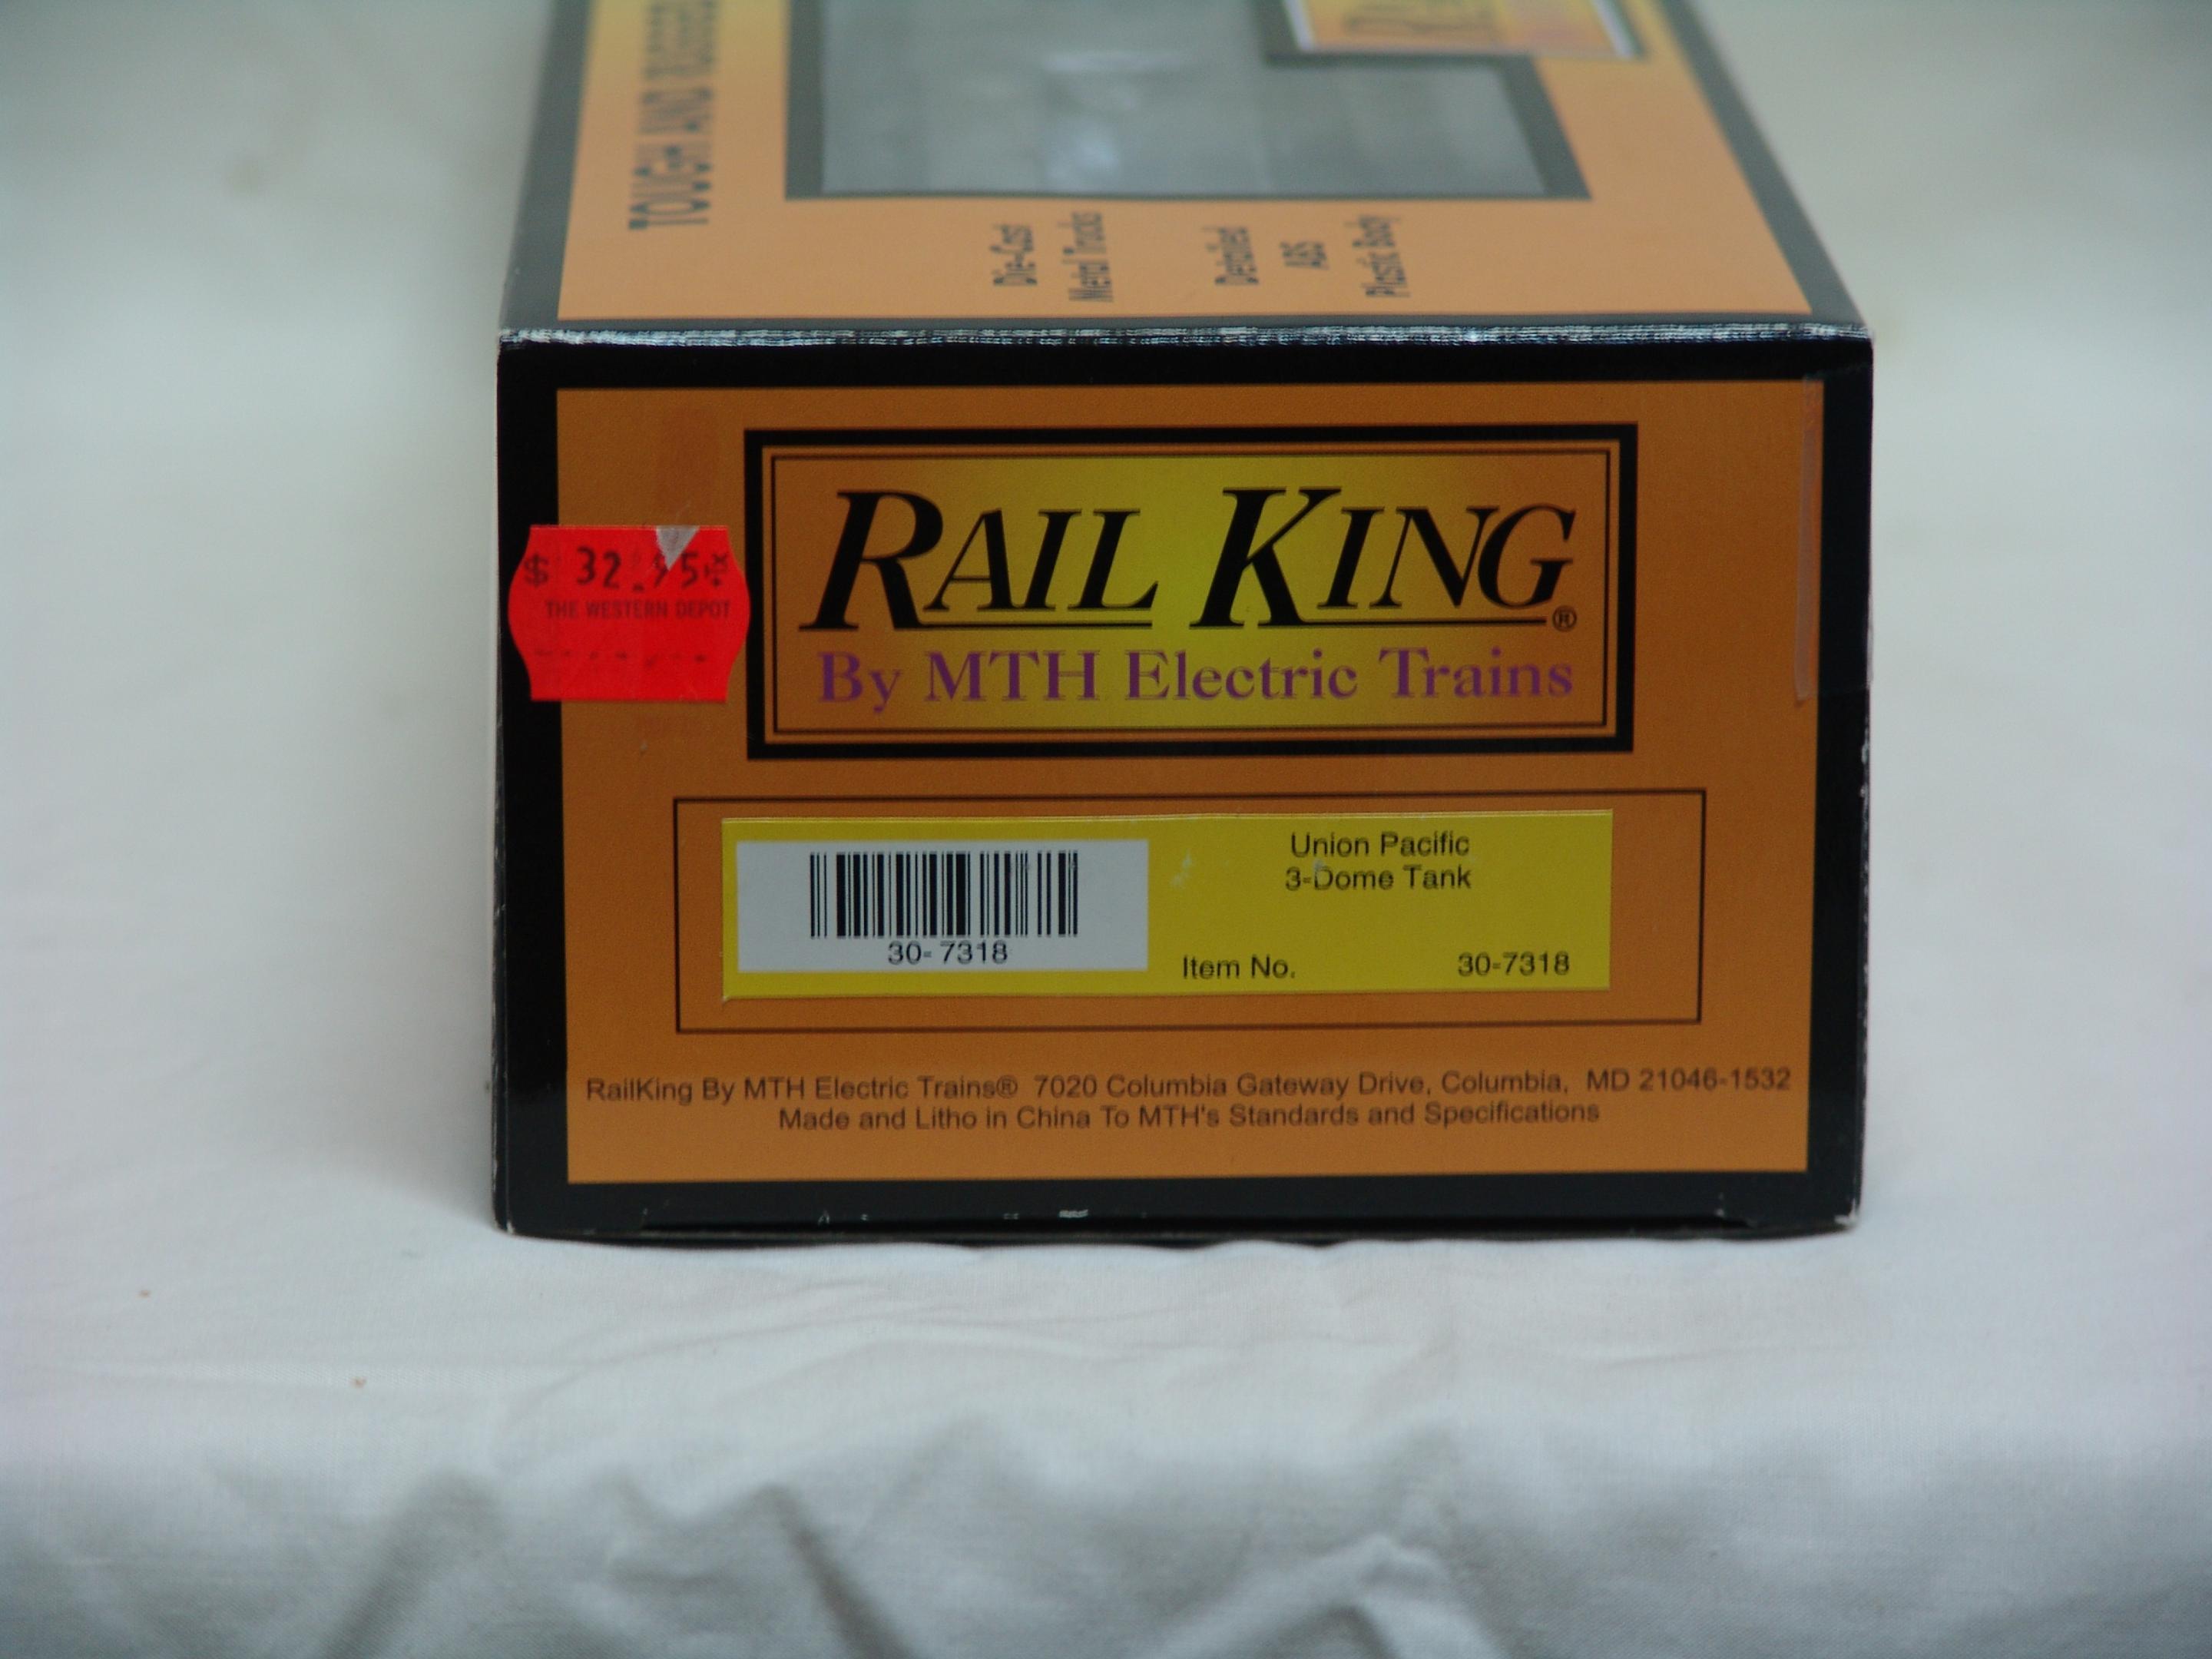 TOUGH AND RUGGED
Die-Cast
Metal Trucks
Detailed
ABS
Plastic Body
RAIL KING®
By MTH Electric Trains
$ 32.95
THE WESTERN DEPOT
Union Pacific
3-Dome Tank
30-7318
Item No. 30-7318
RailKing By MTH Electric Trains® 7020 Columbia Gateway Drive, Columbia, MD 21046-1532
Made and Litho in China To MTH's Standards and Specifications